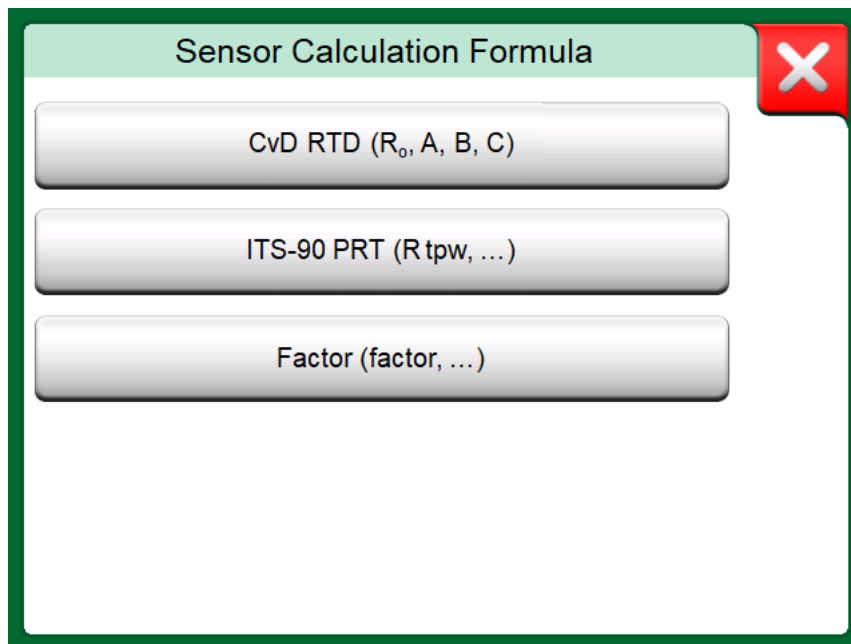 Sensor Calculation Formula
CvD RTD (R₀, A, B, C)
ITS-90 PRT (R tpw, …)
Factor (factor, …)